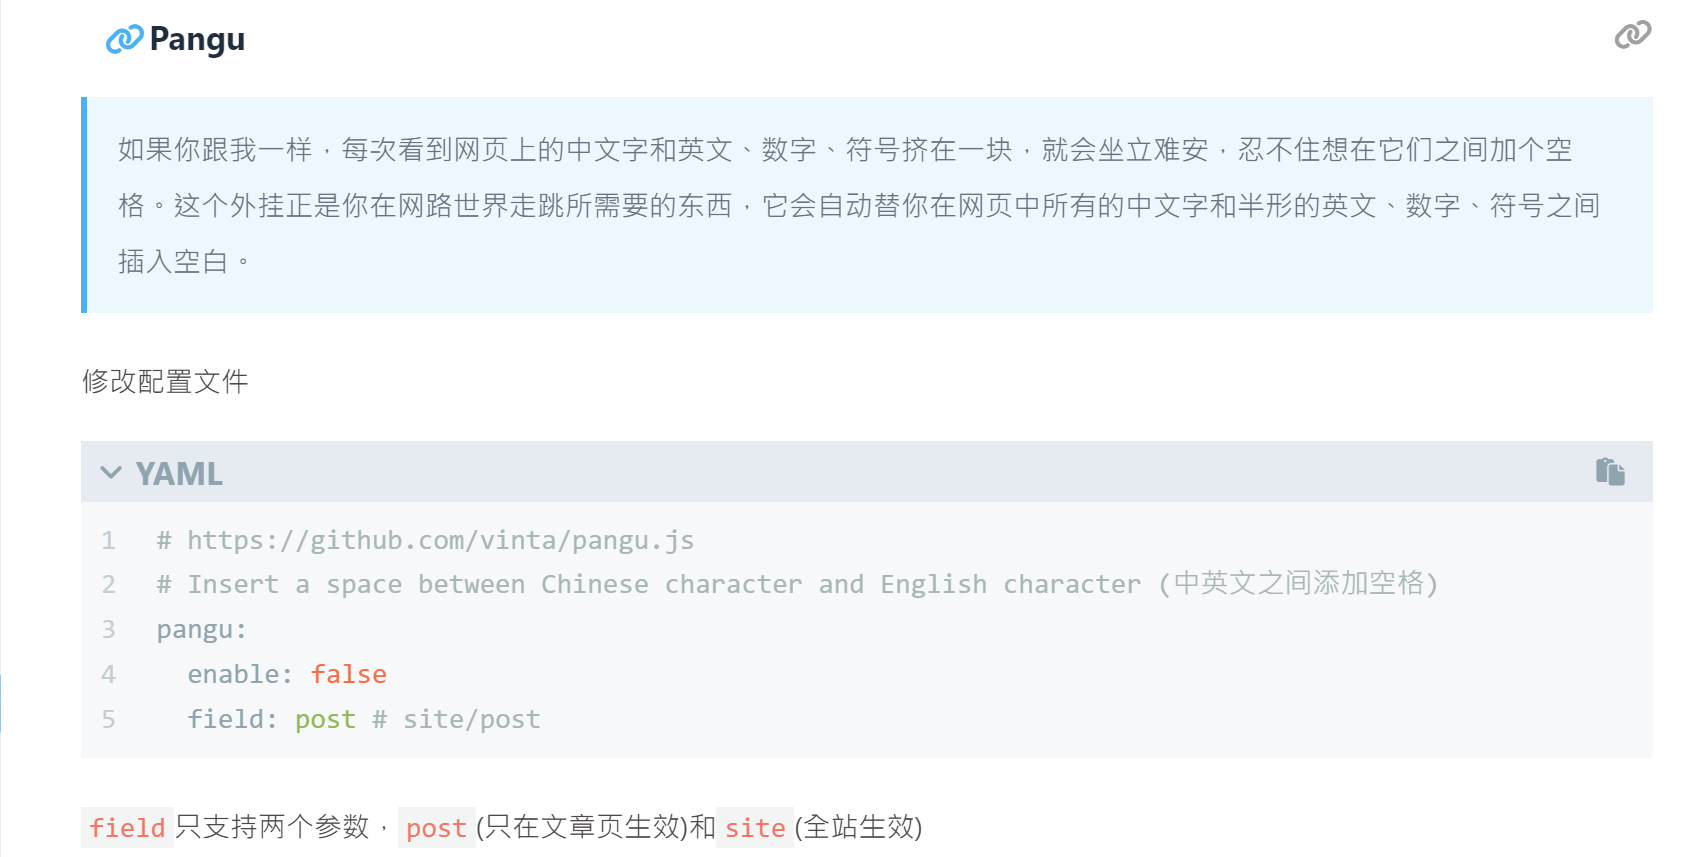 Pangu
如果你跟我一样，每次看到网页上的中文字和英文、数字、符号挤在一块，就会坐立难安，忍不住想在它们之间加个空
格。这个外挂正是你在网路世界走跳所需要的东西，它会自动替你在网页中所有的中文字和半形的英文、数字、符号之间
插入空白。
修改配置文件
YAML
1 # https://github.com/vinta/pangu.js
2 # Insert a space between Chinese character and English character (中英文之间添加空格)
3 pangu:
4   enable: false
5   field: post # site/post
field 只支持两个参数，post (只在文章页生效)和 site (全站生效)